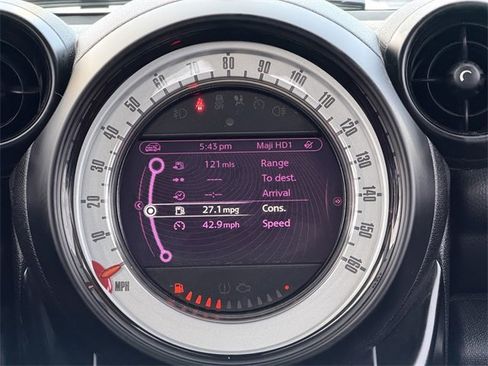 10 20 30 40 50 60 70 80 90 100 110 120 130 140 150 160
5:43 pm Maji HD1
121 mls Range
--- To dest.
--:-- Arrival
27.1 mpg Cons.
42.9 mph Speed
MPH